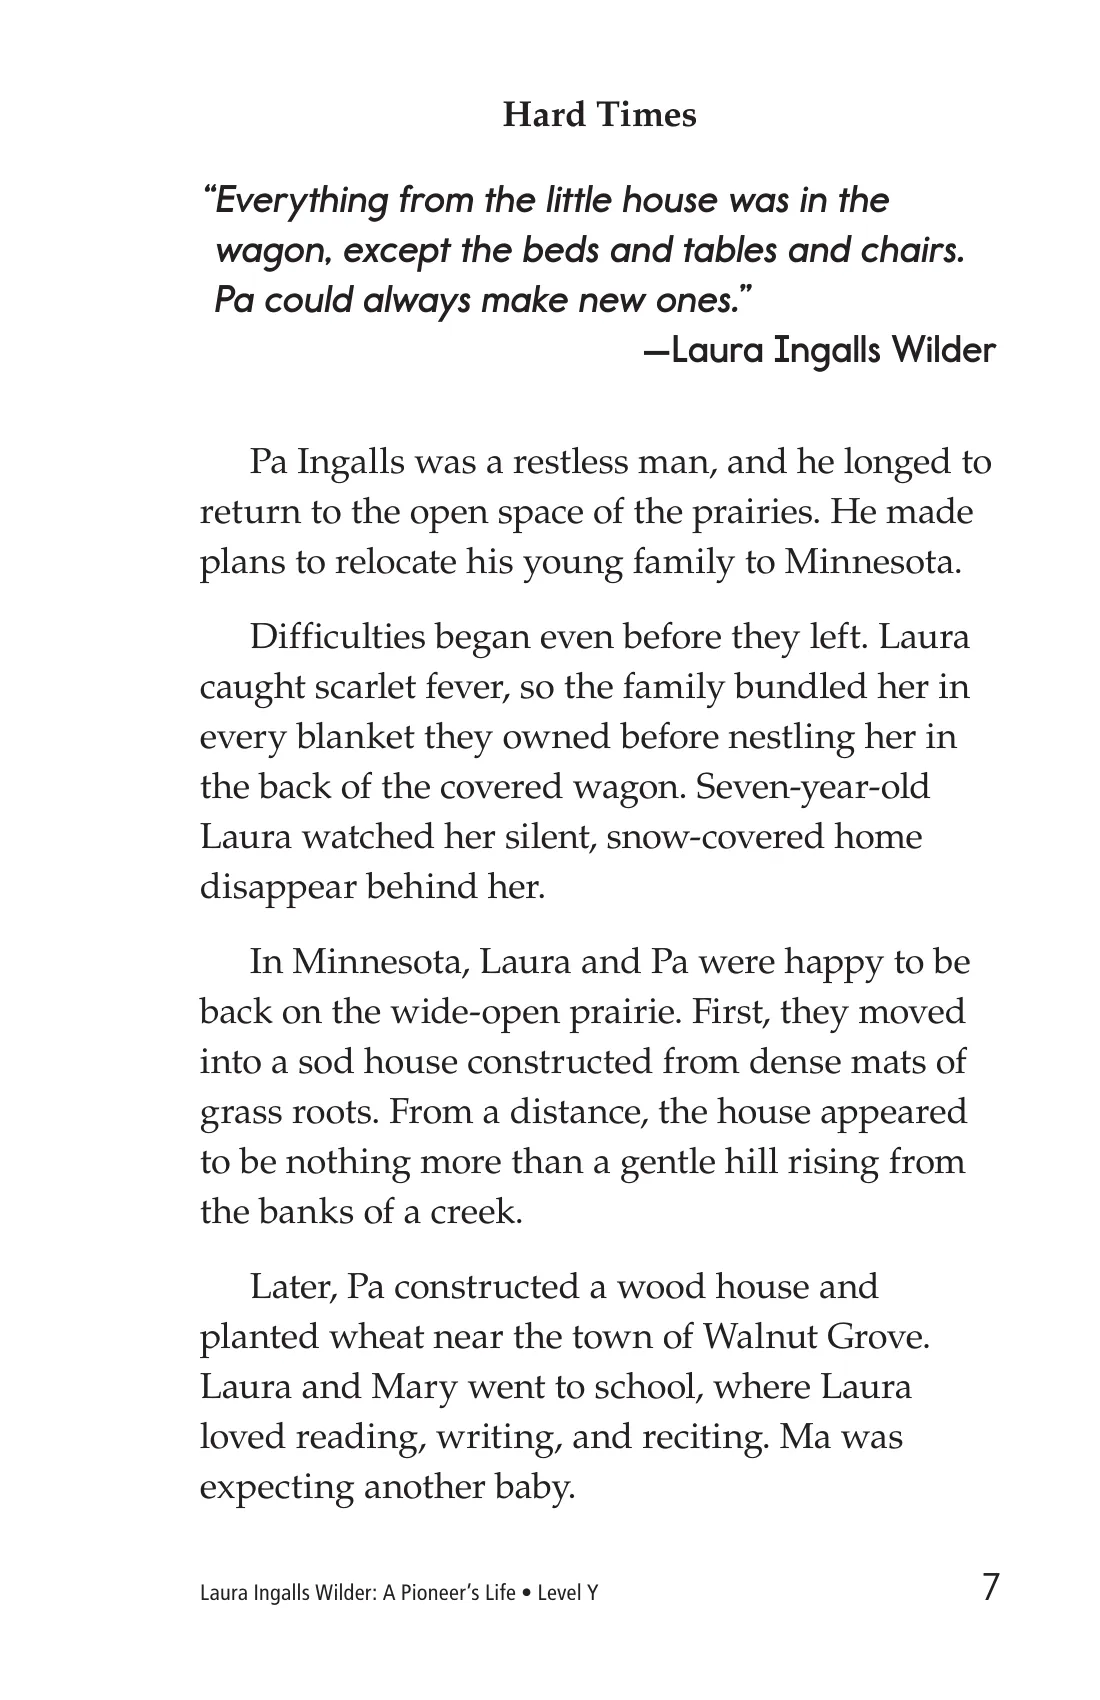 Hard Times
“Everything from the little house was in the
wagon, except the beds and tables and chairs.
Pa could always make new ones.”
—Laura Ingalls Wilder
Pa Ingalls was a restless man, and he longed to
return to the open space of the prairies. He made
plans to relocate his young family to Minnesota.
Difficulties began even before they left. Laura
caught scarlet fever, so the family bundled her in
every blanket they owned before nestling her in
the back of the covered wagon. Seven-year-old
Laura watched her silent, snow-covered home
disappear behind her.
In Minnesota, Laura and Pa were happy to be
back on the wide-open prairie. First, they moved
into a sod house constructed from dense mats of
grass roots. From a distance, the house appeared
to be nothing more than a gentle hill rising from
the banks of a creek.
Later, Pa constructed a wood house and
planted wheat near the town of Walnut Grove.
Laura and Mary went to school, where Laura
loved reading, writing, and reciting. Ma was
expecting another baby.
Laura Ingalls Wilder: A Pioneer’s Life • Level Y 7